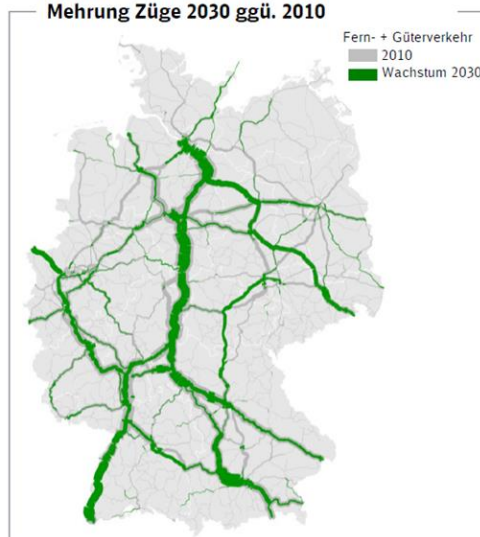 Mehrung Züge 2030 ggü. 2010
Fern- + Güterverkehr
2010
Wachstum 2030